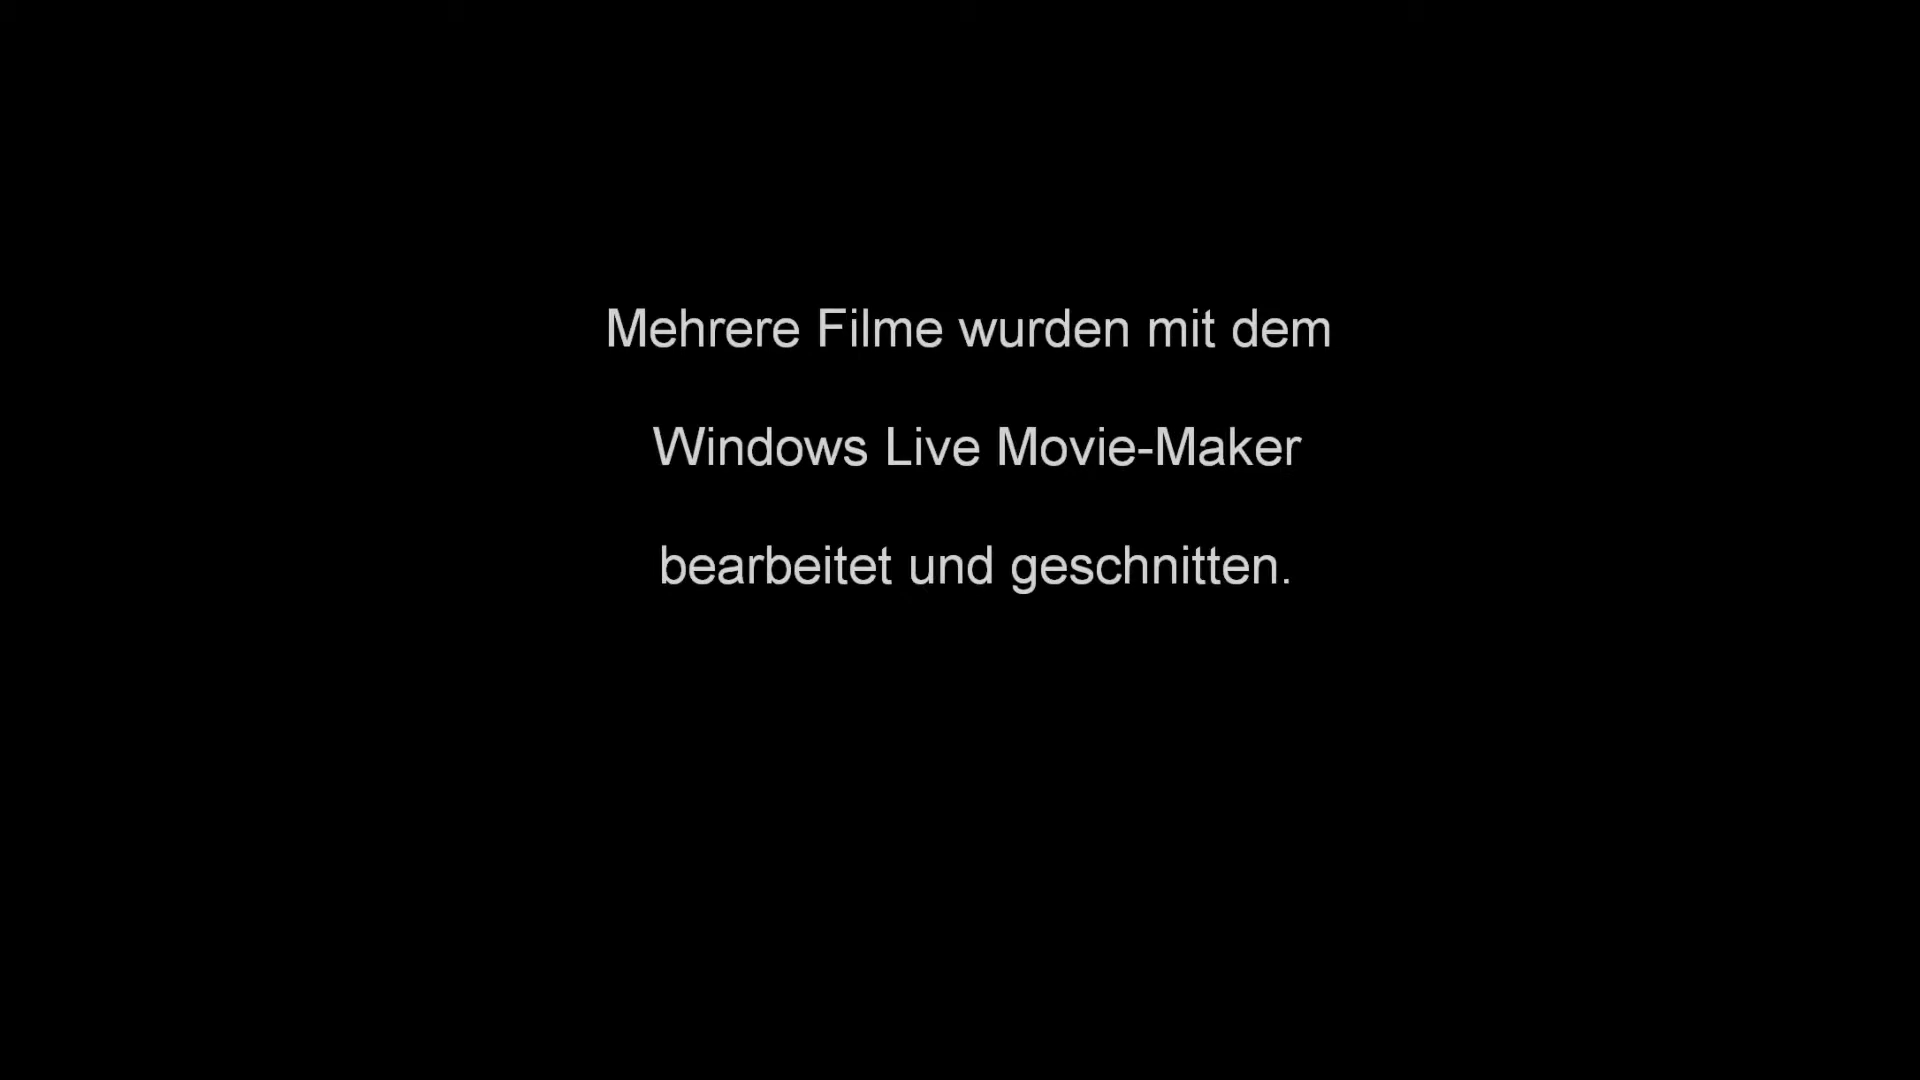 Mehrere Filme wurden mit dem
Windows Live Movie-Maker
bearbeitet und geschnitten.